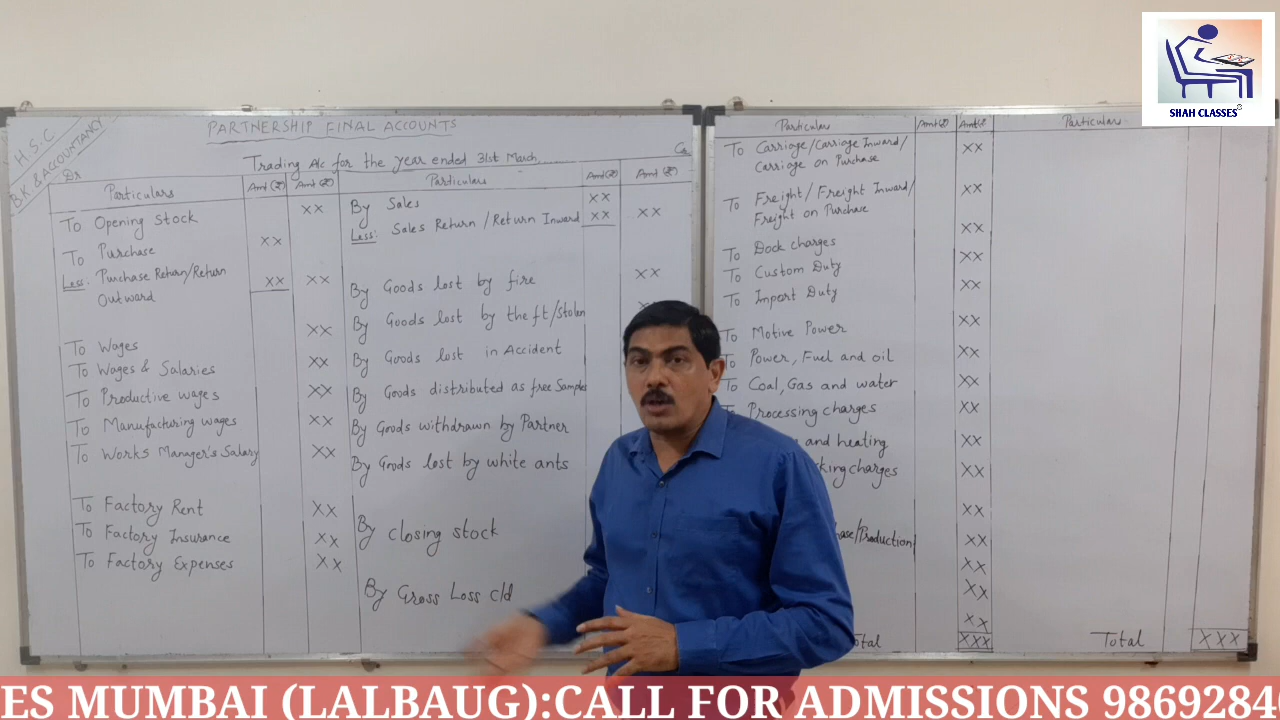 SHAH CLASSES
H.S.C
B.K & ACCOUNTANCY
PARTNERSHIP FINAL ACCOUNTS
Trading A/c for the year ended 31st March.......
Dr
Cr
Particulars Amt(₹) Amt(₹) Particulars Amt(₹) Amt(₹)
To Opening stock XX
To Purchase XX
Less: Purchase Return/Return
Outward XX XX
To Wages XX
To Wages & Salaries XX
To Productive wages XX
To Manufacturing wages XX
To Works Manager's Salary XX
To Factory Rent XX
To Factory Insurance XX
To Factory Expenses XX
By Sales XX
Less: Sales Return/Return Inward XX XX
By Goods lost by fire XX
By Goods lost by theft/stolen
By Goods lost in Accident
By Goods distributed as free Samples
By Goods withdrawn by Partner
By Goods lost by white ants
By closing stock
By Gross Loss c/d
Particulars Amt(₹) Amt(₹ Particulars
To Carriage/Carriage Inward/ XX
Carriage on Purchase
To Freight/Freight Inward/ XX
Freight on Purchase
To Dock charges XX
To Custom Duty XX
To Import Duty XX
To Motive Power XX
To Power, Fuel and oil XX
To Coal, Gas and water XX
Processing charges XX
and heating XX
charges XX
XX
/Production XX
XX
XX
XX
XXX
Total XXX
ES MUMBAI (LALBAUG):CALL FOR ADMISSIONS 9869284